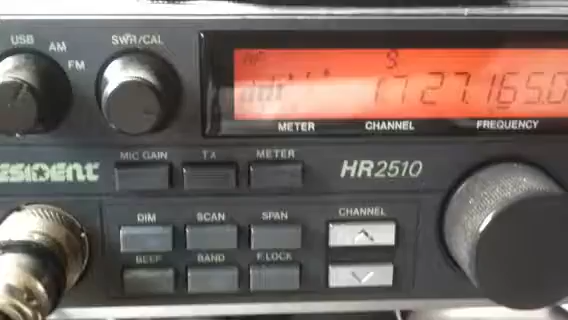 USB AM FM SWR/CAL
RF S
17 27.165.0
METER CHANNEL FREQUENCY
MIC GAIN TX METER
ESIDENT HR2510
DIM SCAN SPAN CHANNEL
BEEP BAND F.LOCK